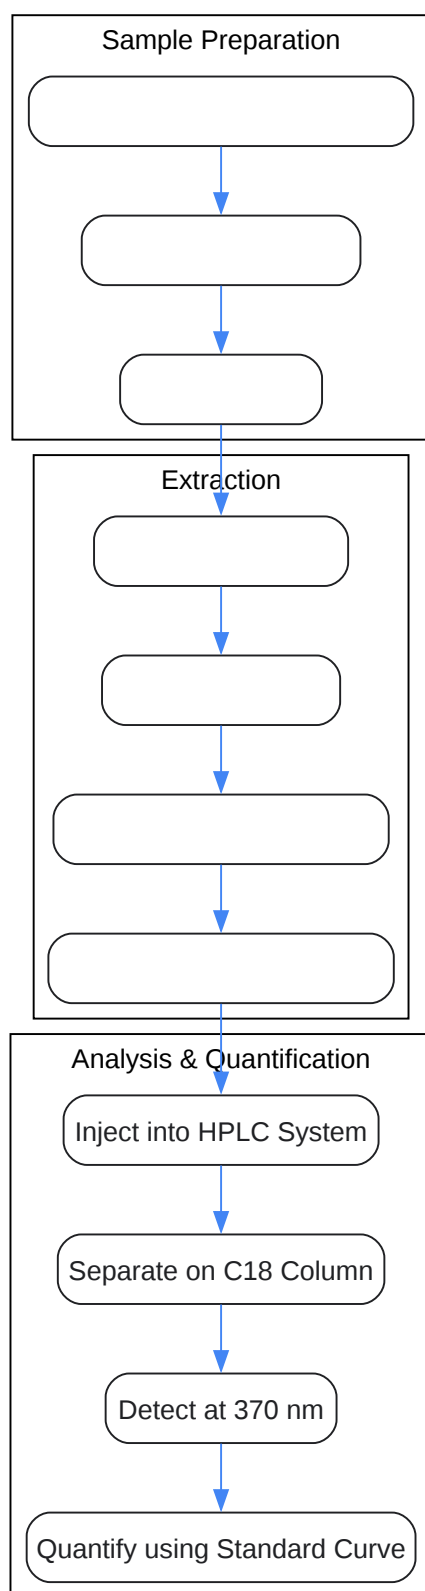 Sample Preparation
Extraction
Analysis & Quantification
Inject into HPLC System
Separate on C18 Column
Detect at 370 nm
Quantify using Standard Curve